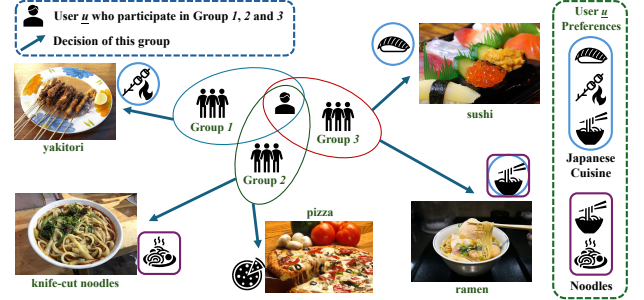 User u who participate in Group 1, 2 and 3
Decision of this group
User u
Preferences
yakitori
Group 1
Group 3
Group 2
sushi
Japanese
Cuisine
knife-cut noodles
pizza
ramen
Noodles